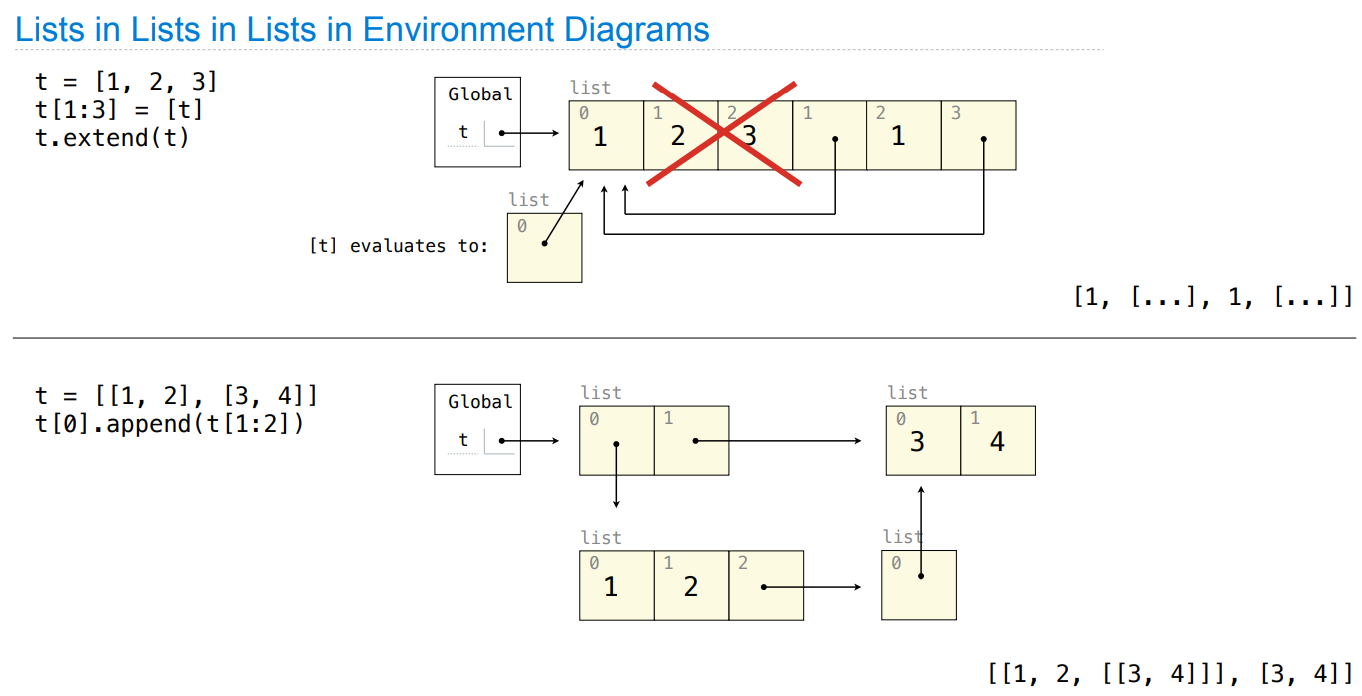 Lists in Lists in Lists in Environment Diagrams
t = [1, 2, 3]
t[1:3] = [t]
t.extend(t)
Global
t
list
0 1 2 1 2 3
1 2 3 1
list
0
[t] evaluates to:
[1, [...], 1, [...]]
t = [[1, 2], [3, 4]]
t[0].append(t[1:2])
Global
t
list
0 1
list
0 1
3 4
list
0 1 2
1 2
list
0
[[1, 2, [[3, 4]]], [3, 4]]